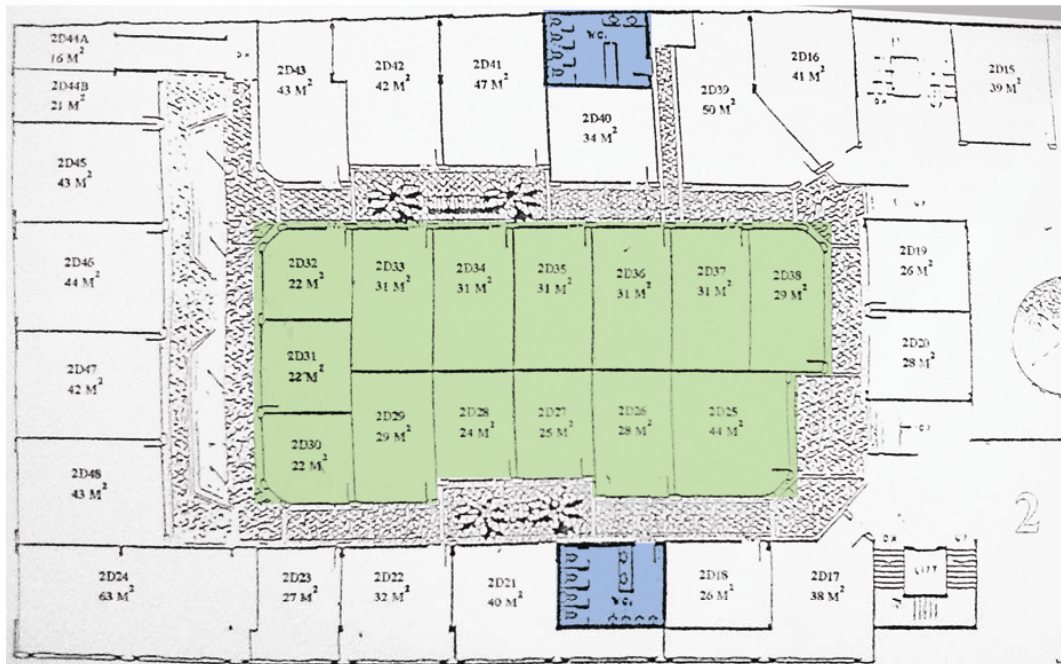 2D44A
16 M²
2D44B
21 M²
2D43
43 M²
2D42
42 M²
2D41
47 M²
W.C.
2D40
34 M²
2D39
50 M²
2D16
41 M²
2D15
39 M²
2D45
43 M²
2D46
44 M²
2D47
42 M²
2D48
43 M²
2D32
22 M²
2D33
31 M²
2D34
31 M²
2D35
31 M²
2D36
31 M²
2D37
31 M²
2D38
29 M²
2D19
26 M²
2D20
28 M²
2D31
22 M²
2D30
22 M²
2D29
29 M²
2D28
24 M²
2D27
25 M²
2D26
28 M²
2D25
44 M²
2
2D24
63 M²
2D23
27 M²
2D22
32 M²
2D21
40 M²
W.C.
2D18
26 M²
2D17
38 M²
LIFT